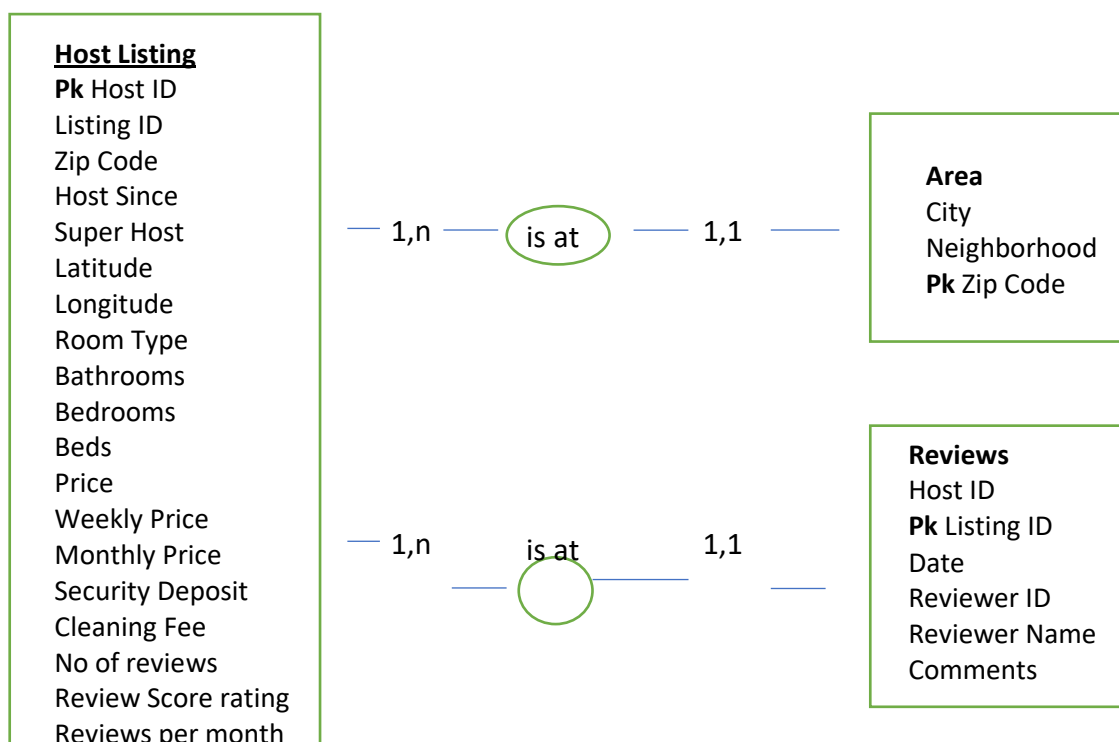 Host Listing
Pk Host ID
Listing ID
Zip Code
Host Since
Super Host
Latitude
Longitude
Room Type
Bathrooms
Bedrooms
Beds
Price
Weekly Price
Monthly Price
Security Deposit
Cleaning Fee
No of reviews
Review Score rating
Reviews per month
1,n
is at
1,1
Area
City
Neighborhood
Pk Zip Code
1,n
is at
1,1
Reviews
Host ID
Pk Listing ID
Date
Reviewer ID
Reviewer Name
Comments